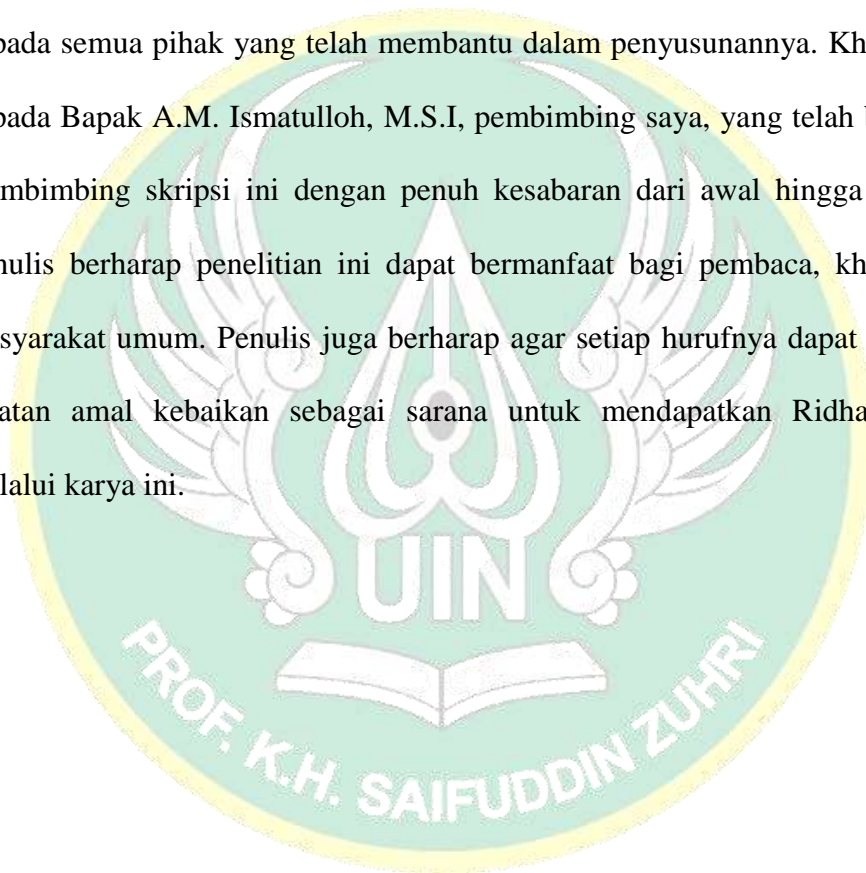 pada semua pihak yang telah membantu dalam penyusunannya. Kh
pada Bapak A.M. Ismatulloh, M.S.I, pembimbing saya, yang telah
mbimbing skripsi ini dengan penuh kesabaran dari awal hingga
nulis berharap penelitian ini dapat bermanfaat bagi pembaca, kh
syarakat umum. Penulis juga berharap agar setiap hurufnya dapat
atan amal kebaikan sebagai sarana untuk mendapatkan Ridha
lalui karya ini.
UIN
PROF. K.H. SAIFUDDIN ZUHRI